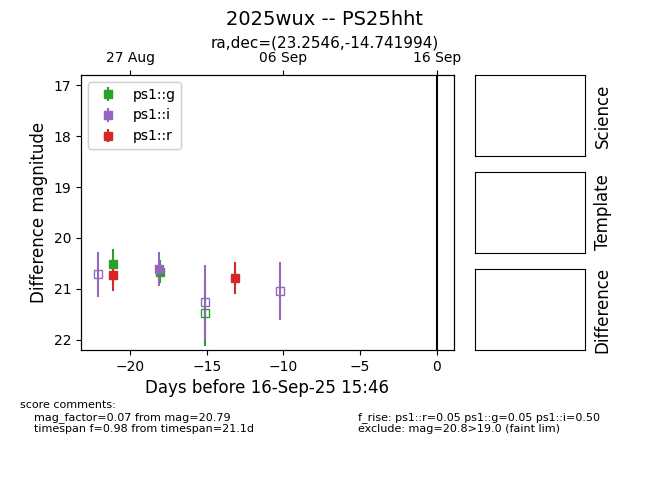 2025wux -- PS25hht
ra,dec=(23.2546,-14.741994)
27 Aug 06 Sep 16 Sep
ps1::g
ps1::i
ps1::r
17
18
19
20
21
22
Difference magnitude
−20 −15 −10 −5 0
Days before 16-Sep-25 15:46
Science
Template
Difference
score comments:
mag_factor=0.07 from mag=20.79
timespan f=0.98 from timespan=21.1d
f_rise: ps1::r=0.05 ps1::g=0.05 ps1::i=0.50
exclude: mag=20.8>19.0 (faint lim)